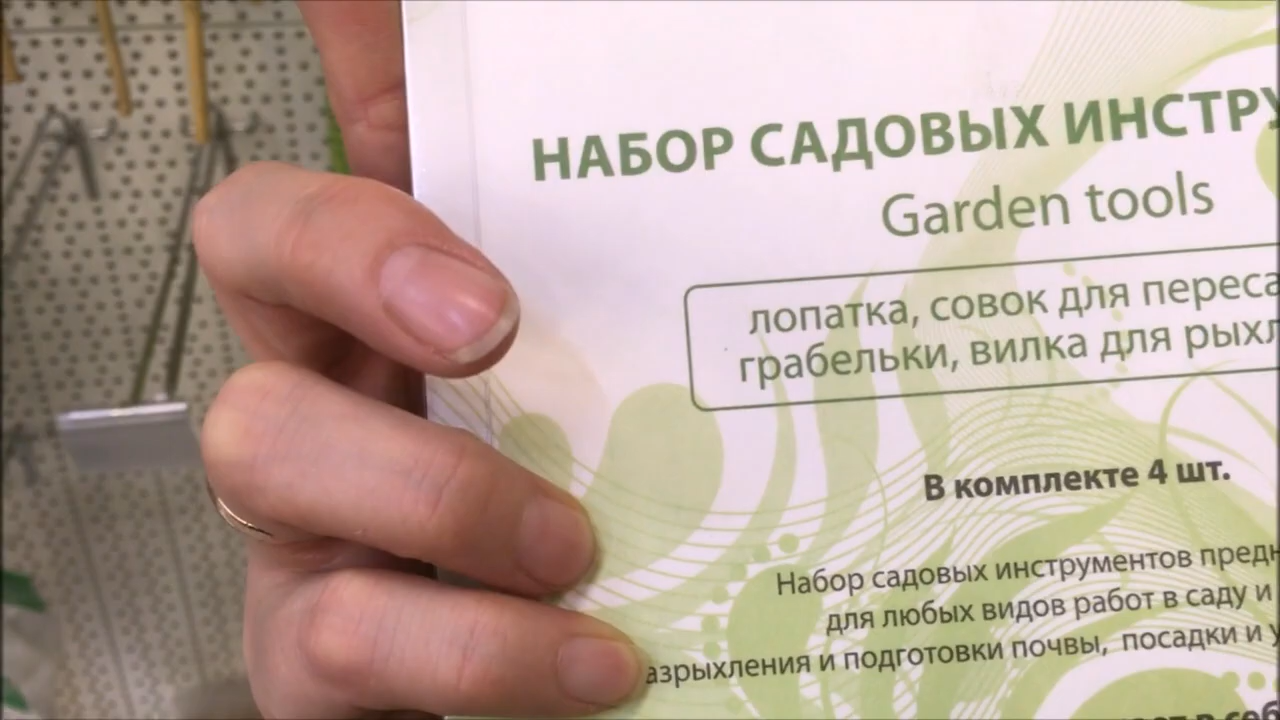 НАБОР САДОВЫХ ИНСТРУ
Garden tools
лопатка, совок для переса
грабельки, вилка для рыхл
В комплекте 4 шт.
Набор садовых инструментов предн
для любых видов работ в саду и
азрыхления и подготовки почвы, посадки и у
в себ